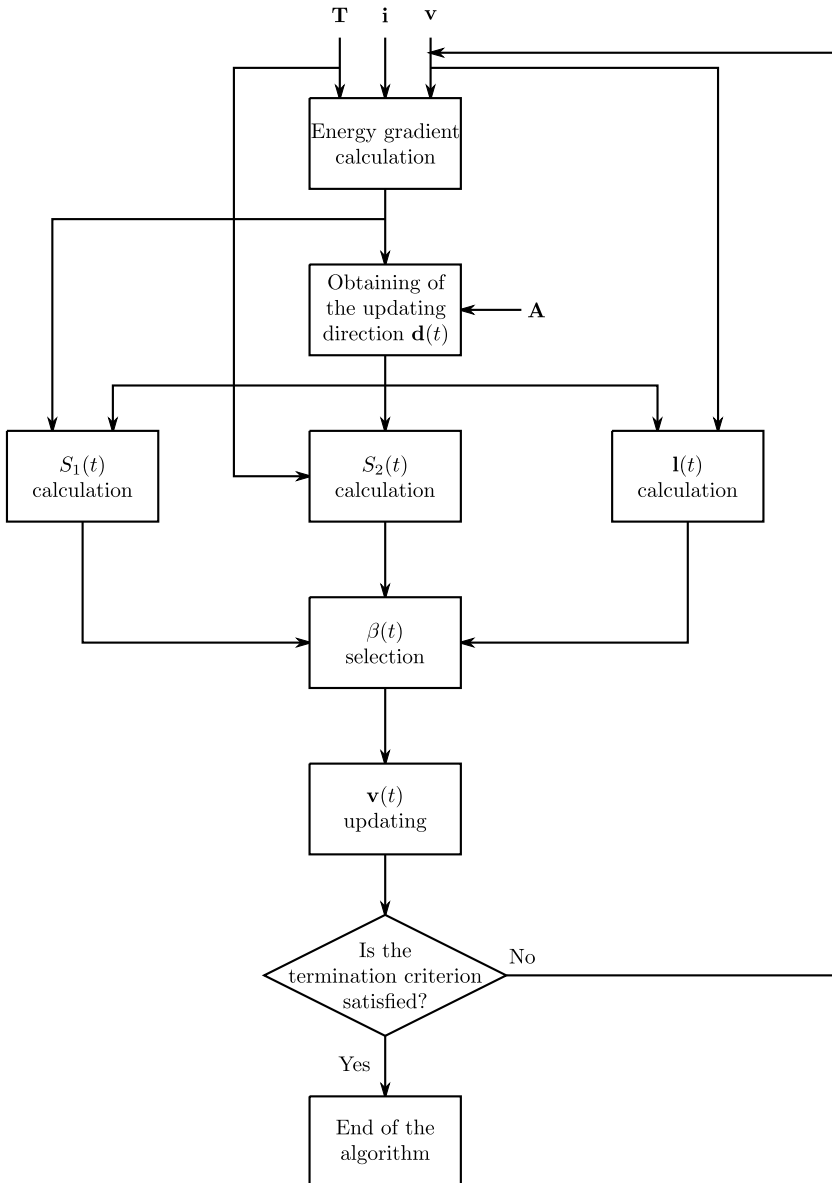 T i v
Energy gradient
calculation
Obtaining of
the updating
direction d(t)
A
S₁(t)
calculation
S₂(t)
calculation
l(t)
calculation
β(t)
selection
v(t)
updating
Is the
termination criterion
satisfied?
No
Yes
End of the
algorithm